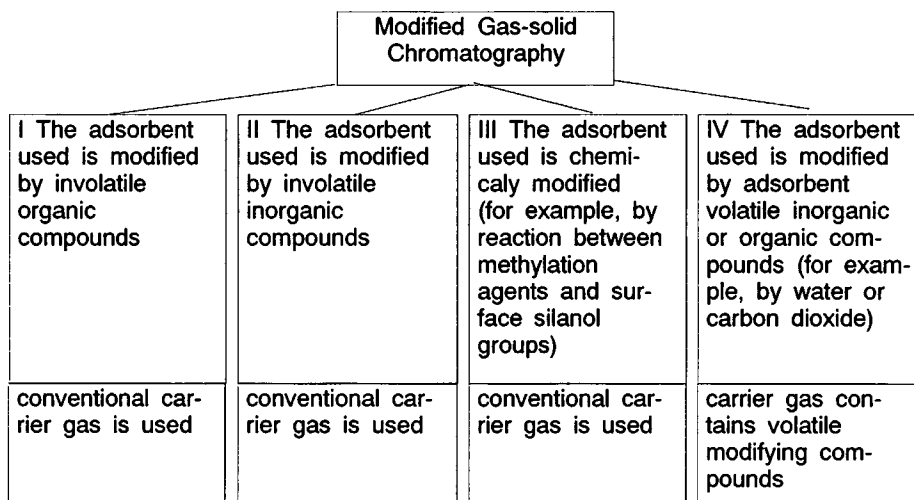 Modified Gas-solid
Chromatography
I The adsorbent
used is modified
by involatile
organic
compounds
II The adsorbent
used is modified
by involatile
inorganic
compounds
III The adsorbent
used is chemi-
caly modified
(for example, by
reaction between
methylation
agents and sur-
face silanol
groups)
IV The adsorbent
used is modified
by adsorbent
volatile inorganic
or organic com-
pounds (for exam-
ple, by water or
carbon dioxide)
conventional car-
rier gas is used
conventional car-
rier gas is used
conventional car-
rier gas is used
carrier gas con-
tains volatile
modifying com-
pounds